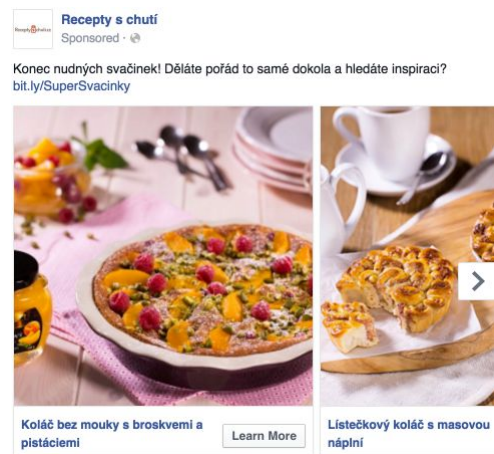 Recepty s chutí
Sponsored ·
Konec nudných svačinek! Děláte pořád to samé dokola a hledáte inspiraci?
bit.ly/SuperSvacinky
Koláč bez mouky s broskvemi a
pistáciemi
Learn More
Lístečkový koláč s masovou
náplní